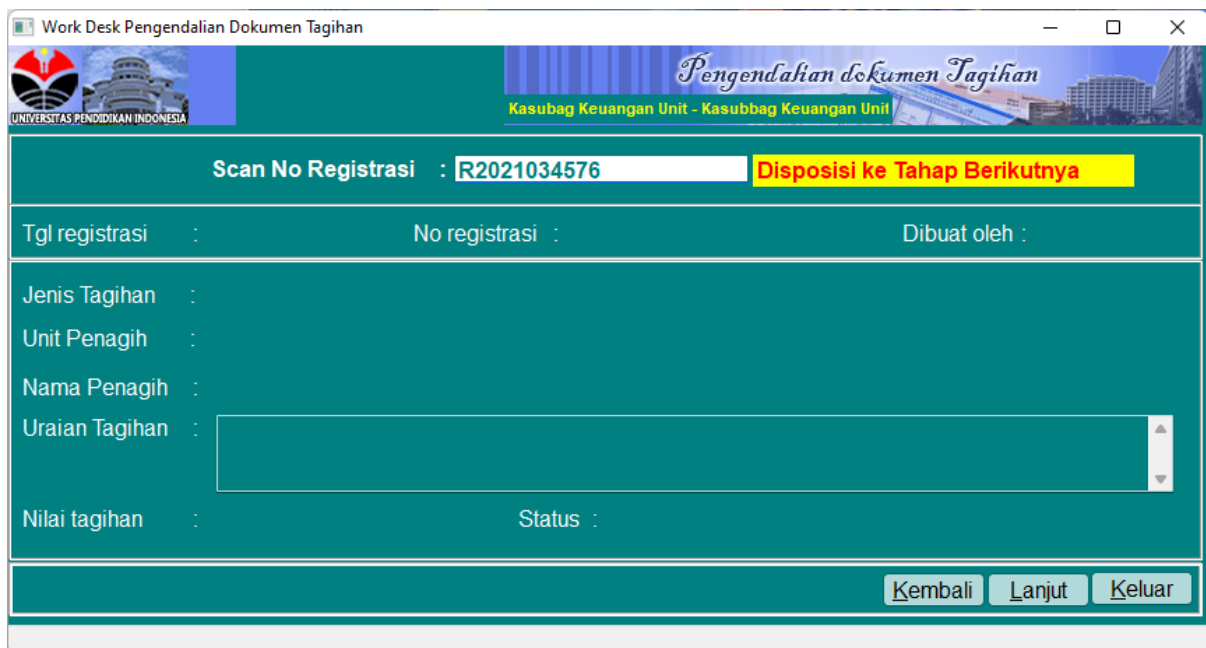 Work Desk Pengendalian Dokumen Tagihan
UNIVERSITAS PENDIDIKAN INDONESIA
Pengendalian dokumen Tagihan
Kasubag Keuangan Unit - Kasubbag Keuangan Unit
Scan No Registrasi : R2021034576 Disposisi ke Tahap Berikutnya
Tgl registrasi : No registrasi : Dibuat oleh :
Jenis Tagihan :
Unit Penagih :
Nama Penagih :
Uraian Tagihan :
Nilai tagihan : Status :
Kembali Lanjut Keluar